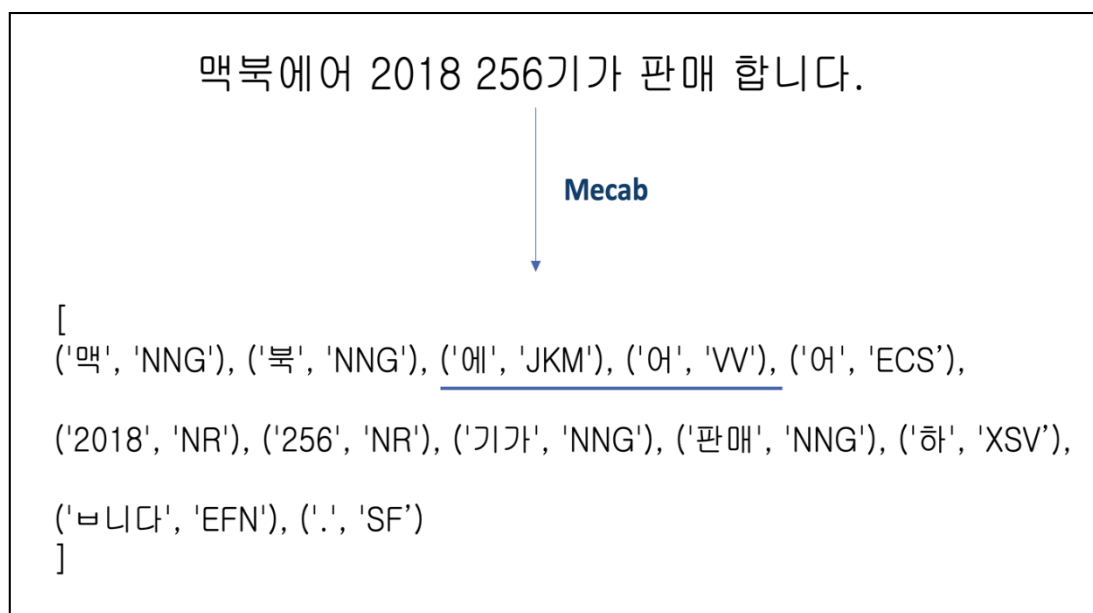 맥북에어 2018 256기가 판매 합니다.
Mecab
[
('맥', 'NNG'), ('북', 'NNG'), ('에', 'JKM'), ('어', 'VV'), ('어', 'ECS’),
('2018', 'NR'), ('256', 'NR'), ('기가', 'NNG'), ('판매', 'NNG'), ('하', 'XSV’),
('ㅂ니다', 'EFN'), ('.', 'SF’)
]